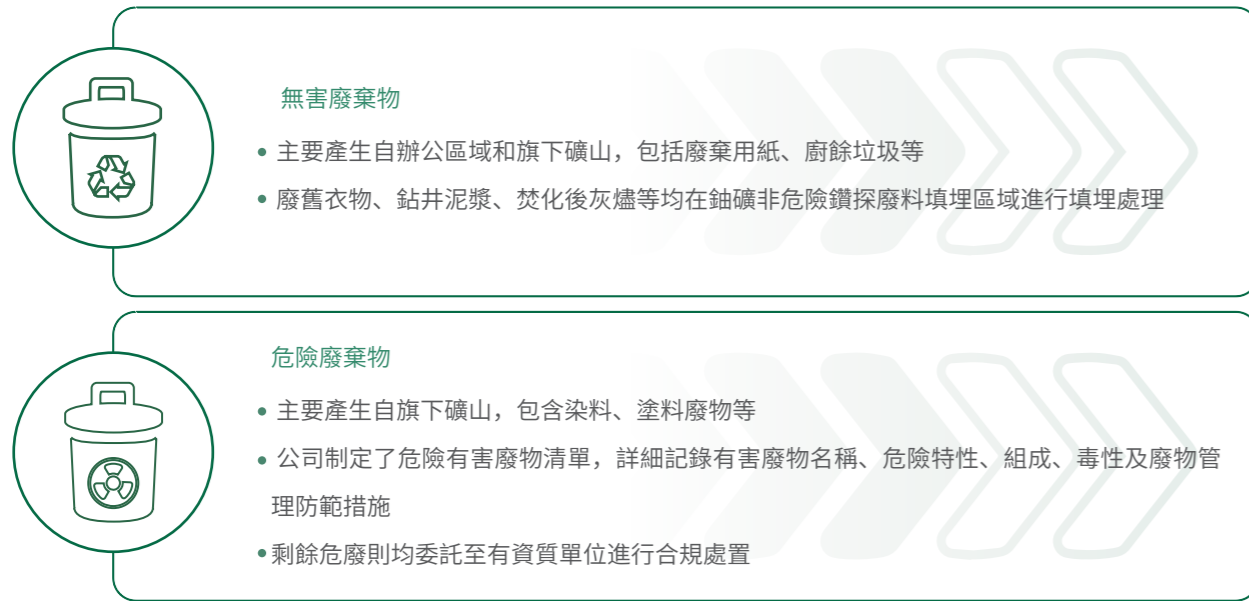 無害廢棄物
• 主要產生自辦公區域和旗下礦山，包括廢棄用紙、廚餘垃圾等
• 廢舊衣物、鉆井泥漿、焚化後灰燼等均在鈾礦非危險鑽探廢料填埋區域進行填埋處理
危險廢棄物
• 主要產生自旗下礦山，包含染料、塗料廢物等
• 公司制定了危險有害廢物清單，詳細記錄有害廢物名稱、危險特性、組成、毒性及廢物管
理防範措施
• 剩餘危廢則均委託至有資質單位進行合規處置